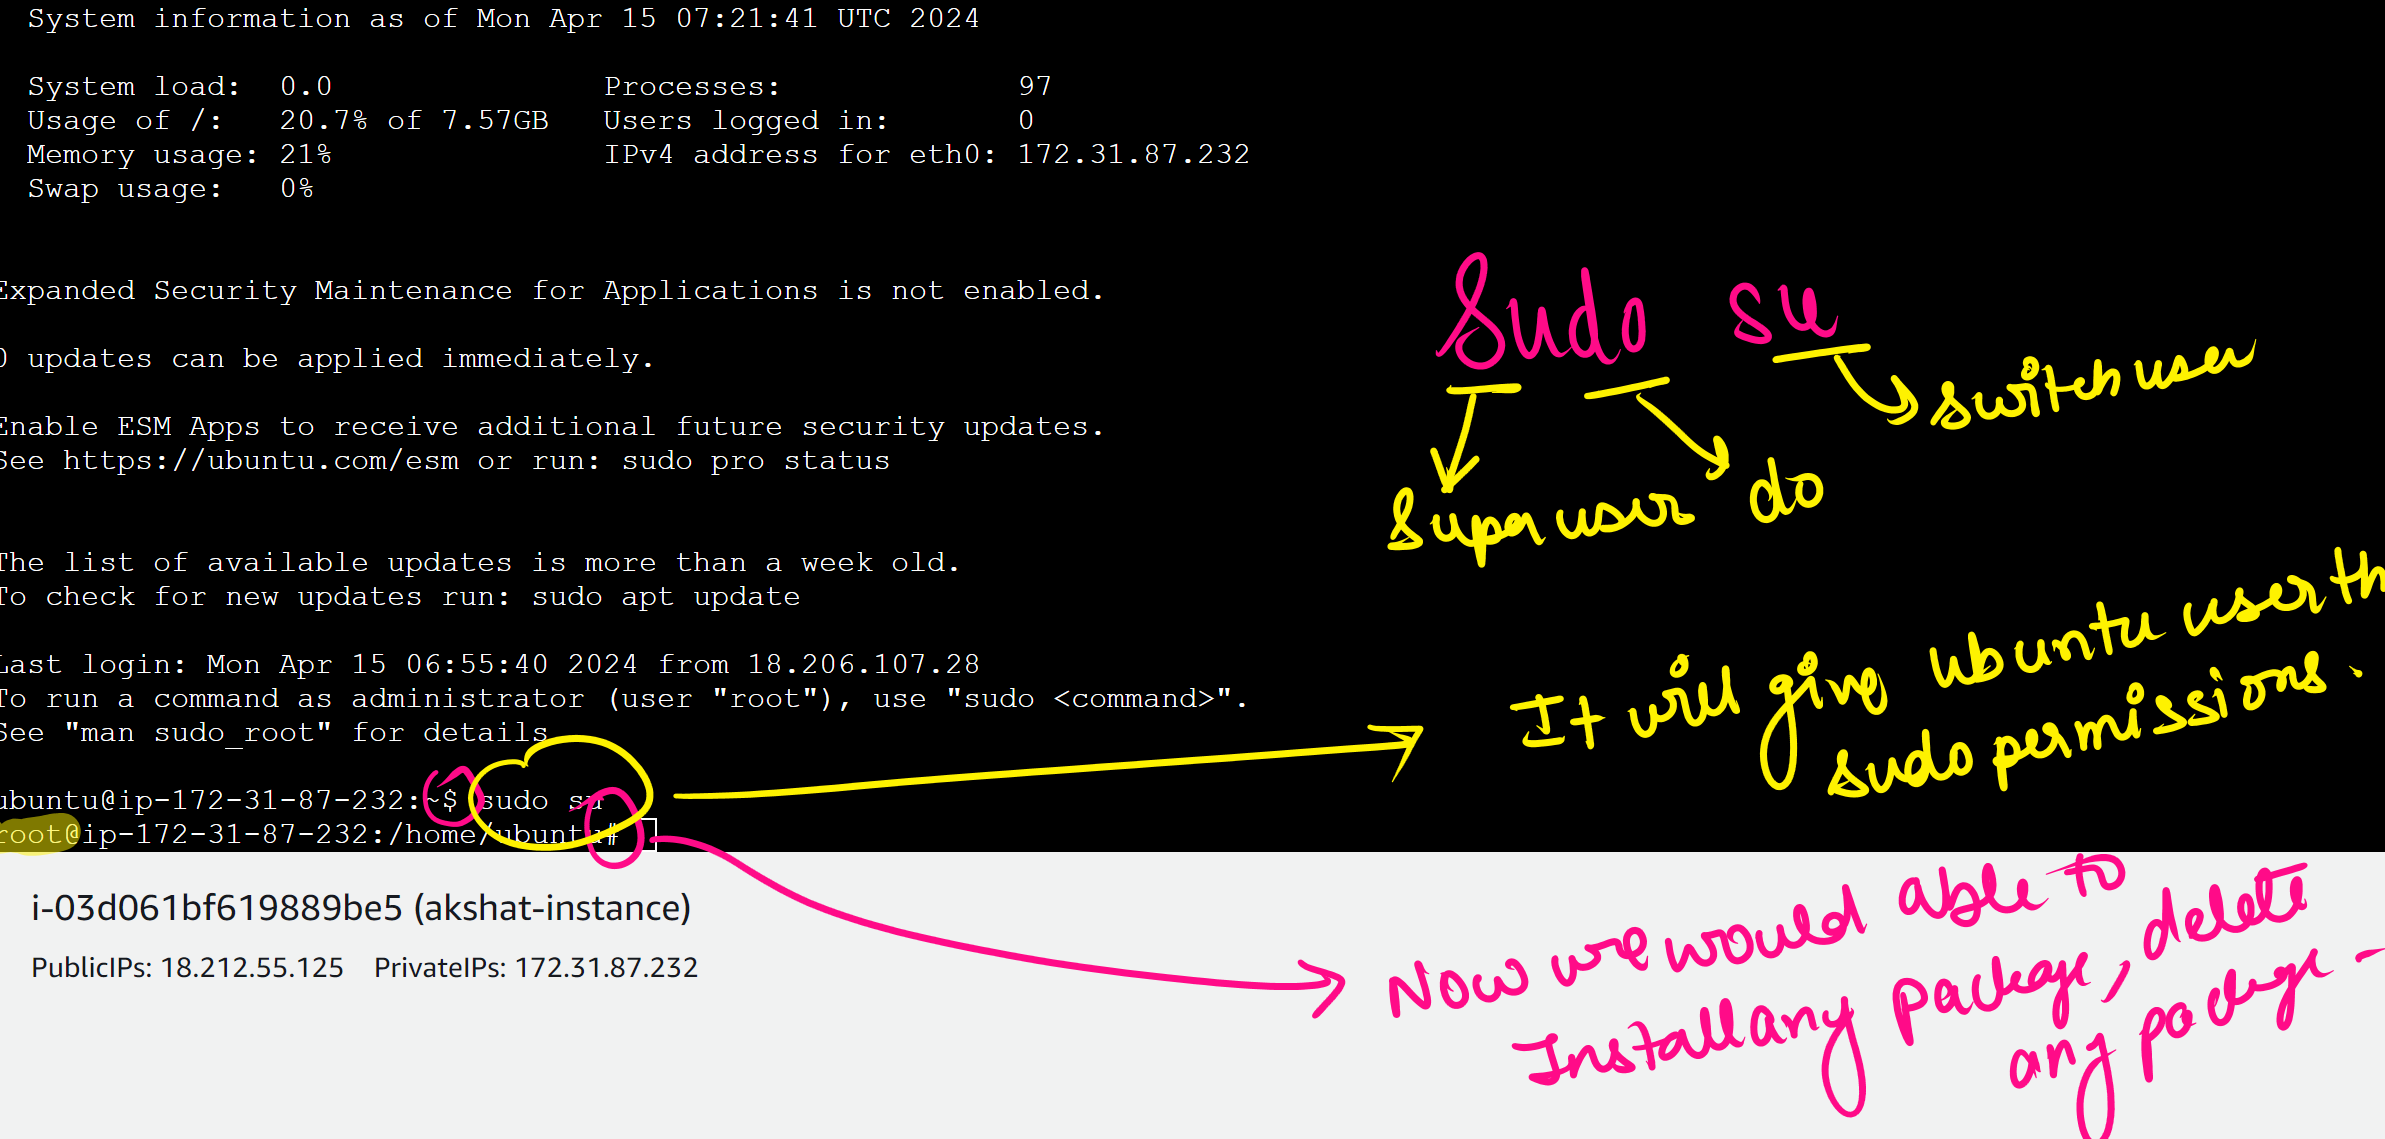 System information as of Mon Apr 15 07:21:41 UTC 2024
System load: 0.0 Processes: 97
Usage of /: 20.7% of 7.57GB Users logged in: 0
Memory usage: 21% IPv4 address for eth0: 172.31.87.232
Swap usage: 0%
Expanded Security Maintenance for Applications is not enabled.
0 updates can be applied immediately.
Enable ESM Apps to receive additional future security updates.
See https://ubuntu.com/esm or run: sudo pro status
The list of available updates is more than a week old.
To check for new updates run: sudo apt update
Last login: Mon Apr 15 06:55:40 2024 from 18.206.107.28
To run a command as administrator (user "root"), use "sudo <command>".
See "man sudo_root" for details
ubuntu@ip-172-31-87-232:~$ sudo su
root@ip-172-31-87-232:/home/ubuntu#
Sudo su
switch user
super user do
It will give ubuntu user th
sudo permissions.
i-03d061bf619889be5 (akshat-instance)
PublicIPs: 18.212.55.125 PrivateIPs: 172.31.87.232
Now we would able to
Install any package, delete
any package -